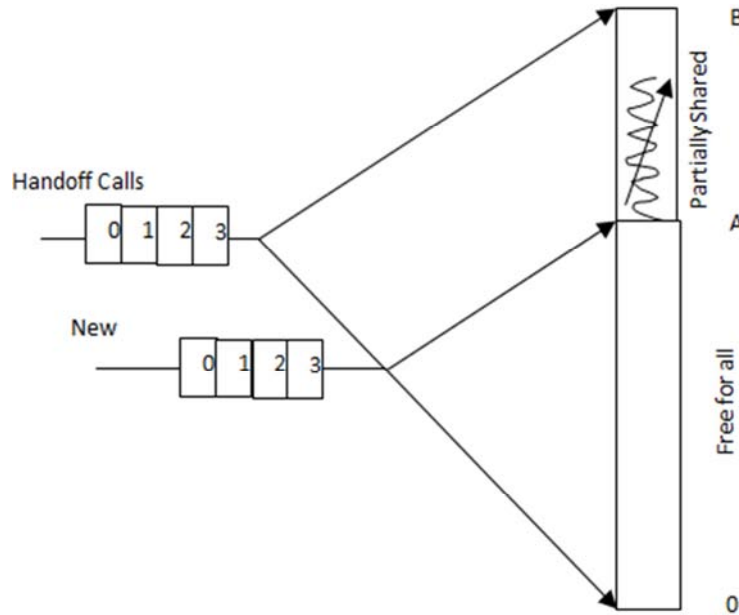 B
Partially Shared
Handoff Calls
0 1 2 3
A
New
0 1 2 3
Free for all
0